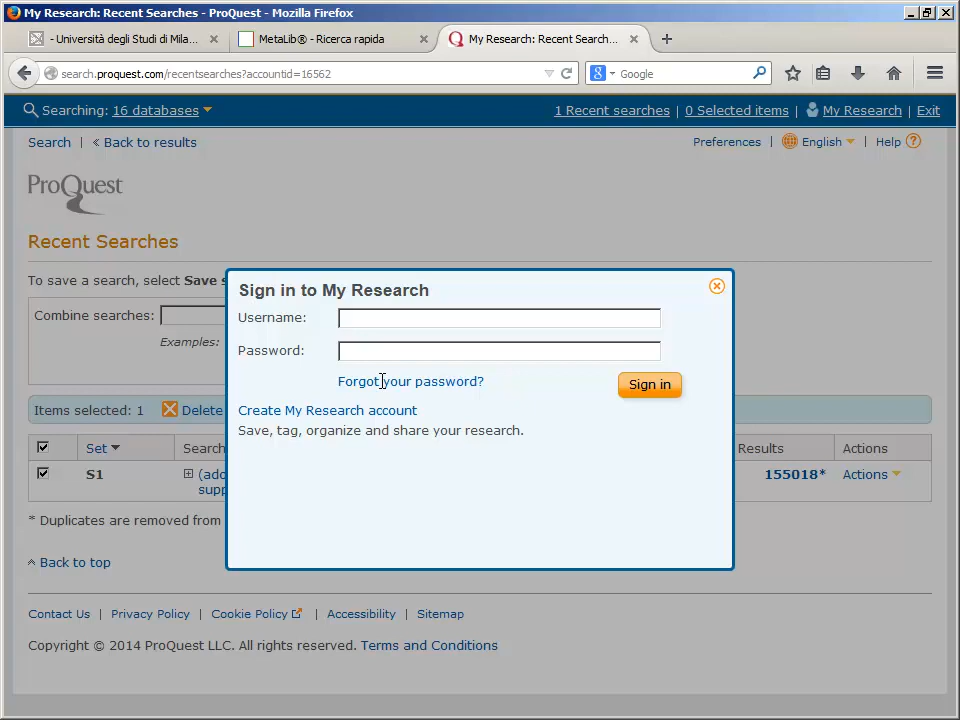 My Research: Recent Searches - ProQuest - Mozilla Firefox
- Università degli Studi di Mila...
MetaLib® - Ricerca rapida
My Research: Recent Search...
search.proquest.com/recentsearches?accountid=16562
Google
Searching: 16 databases
1 Recent searches | 0 Selected items | My Research | Exit
Search | < Back to results
Preferences | English | Help ?
ProQuest
Recent Searches
To save a search, select Save s
Combine searches:
Examples:
Sign in to My Research
Username:
Password:
Forgot your password?
Sign in
Create My Research account
Save, tag, organize and share your research.
Items selected: 1 Delete
Set Search Results Actions
S1 (add 155018* Actions
supp
* Duplicates are removed from
Back to top
Contact Us | Privacy Policy | Cookie Policy | Accessibility | Sitemap
Copyright © 2014 ProQuest LLC. All rights reserved. Terms and Conditions